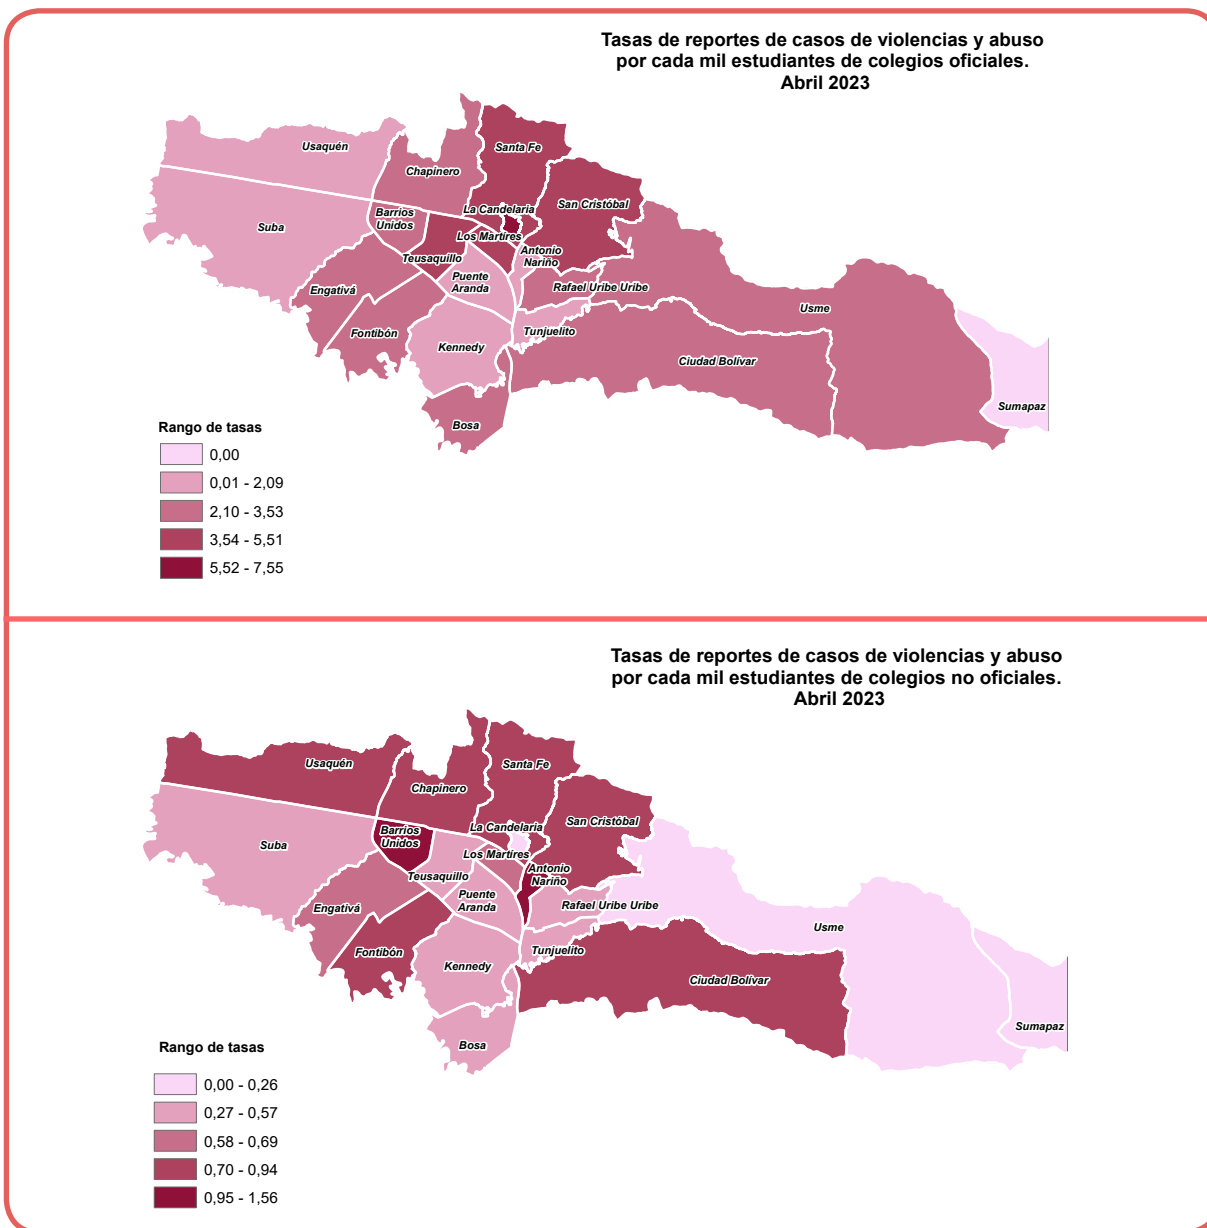 Tasas de reportes de casos de violencias y abuso
por cada mil estudiantes de colegios oficiales.
Abril 2023
Usaquén
Santa Fe
Chapinero
Suba
Barrios
Unidos
La Candelaria
San Cristóbal
Los Martires
Teusaquillo
Antonio
Nariño
Puente
Aranda
Engativá
Rafael Uribe Uribe
Usme
Fontibón
Tunjuelito
Kennedy
Ciudad Bolívar
Sumapaz
Bosa
Rango de tasas
0,00
0,01 - 2,09
2,10 - 3,53
3,54 - 5,51
5,52 - 7,55
Tasas de reportes de casos de violencias y abuso
por cada mil estudiantes de colegios no oficiales.
Abril 2023
Usaquén
Santa Fe
Chapinero
Suba
Barrios
Unidos
La Candelaria
San Cristóbal
Los Martires
Teusaquillo
Antonio
Nariño
Puente
Aranda
Engativá
Rafael Uribe Uribe
Usme
Fontibón
Tunjuelito
Kennedy
Ciudad Bolívar
Sumapaz
Bosa
Rango de tasas
0,00 - 0,26
0,27 - 0,57
0,58 - 0,69
0,70 - 0,94
0,95 - 1,56